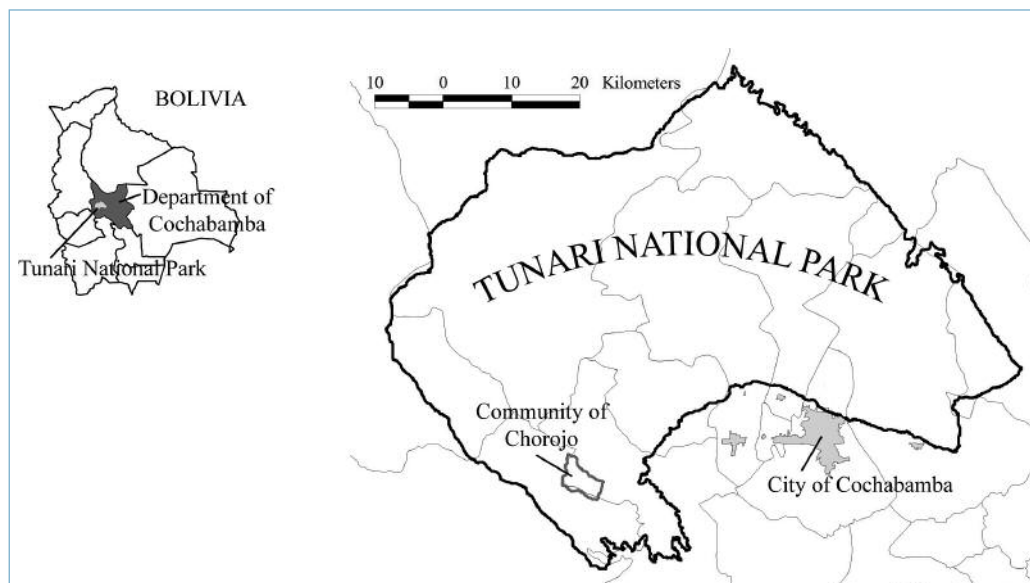 BOLIVIA
Department of
Cochabamba
Tunari National Park
10 0 10 20 Kilometers
TUNARI NATIONAL PARK
Community of
Chorojo
City of Cochabamba